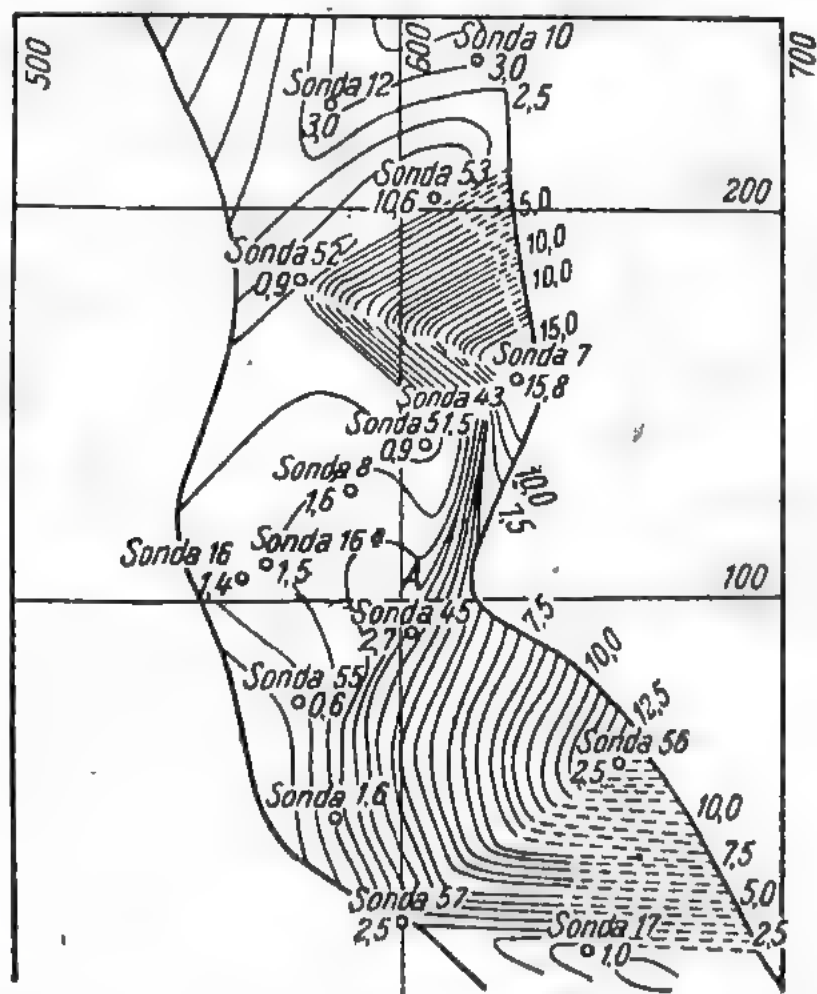 500
600
700
Sonda 10
3,0
Sonda 12
3,0
2,5
Sonda 53
10,6
200
5,0
10,0
10,0
15,0
Sonda 52
0,9
Sonda 7
15,8
Sonda 43
1,5
Sonda 5
0,9
Sonda 8
1,6
10,0
7,5
Sonda 16
1,4
Sonda 16
1,5
A
100
Sonda 45
2,7
7,5
10,0
12,5
Sonda 55
0,6
Sonda 56
2,5
Sonda 1,6
10,0
7,5
5,0
2,5
Sonda 57
2,5
Sonda 17
1,0